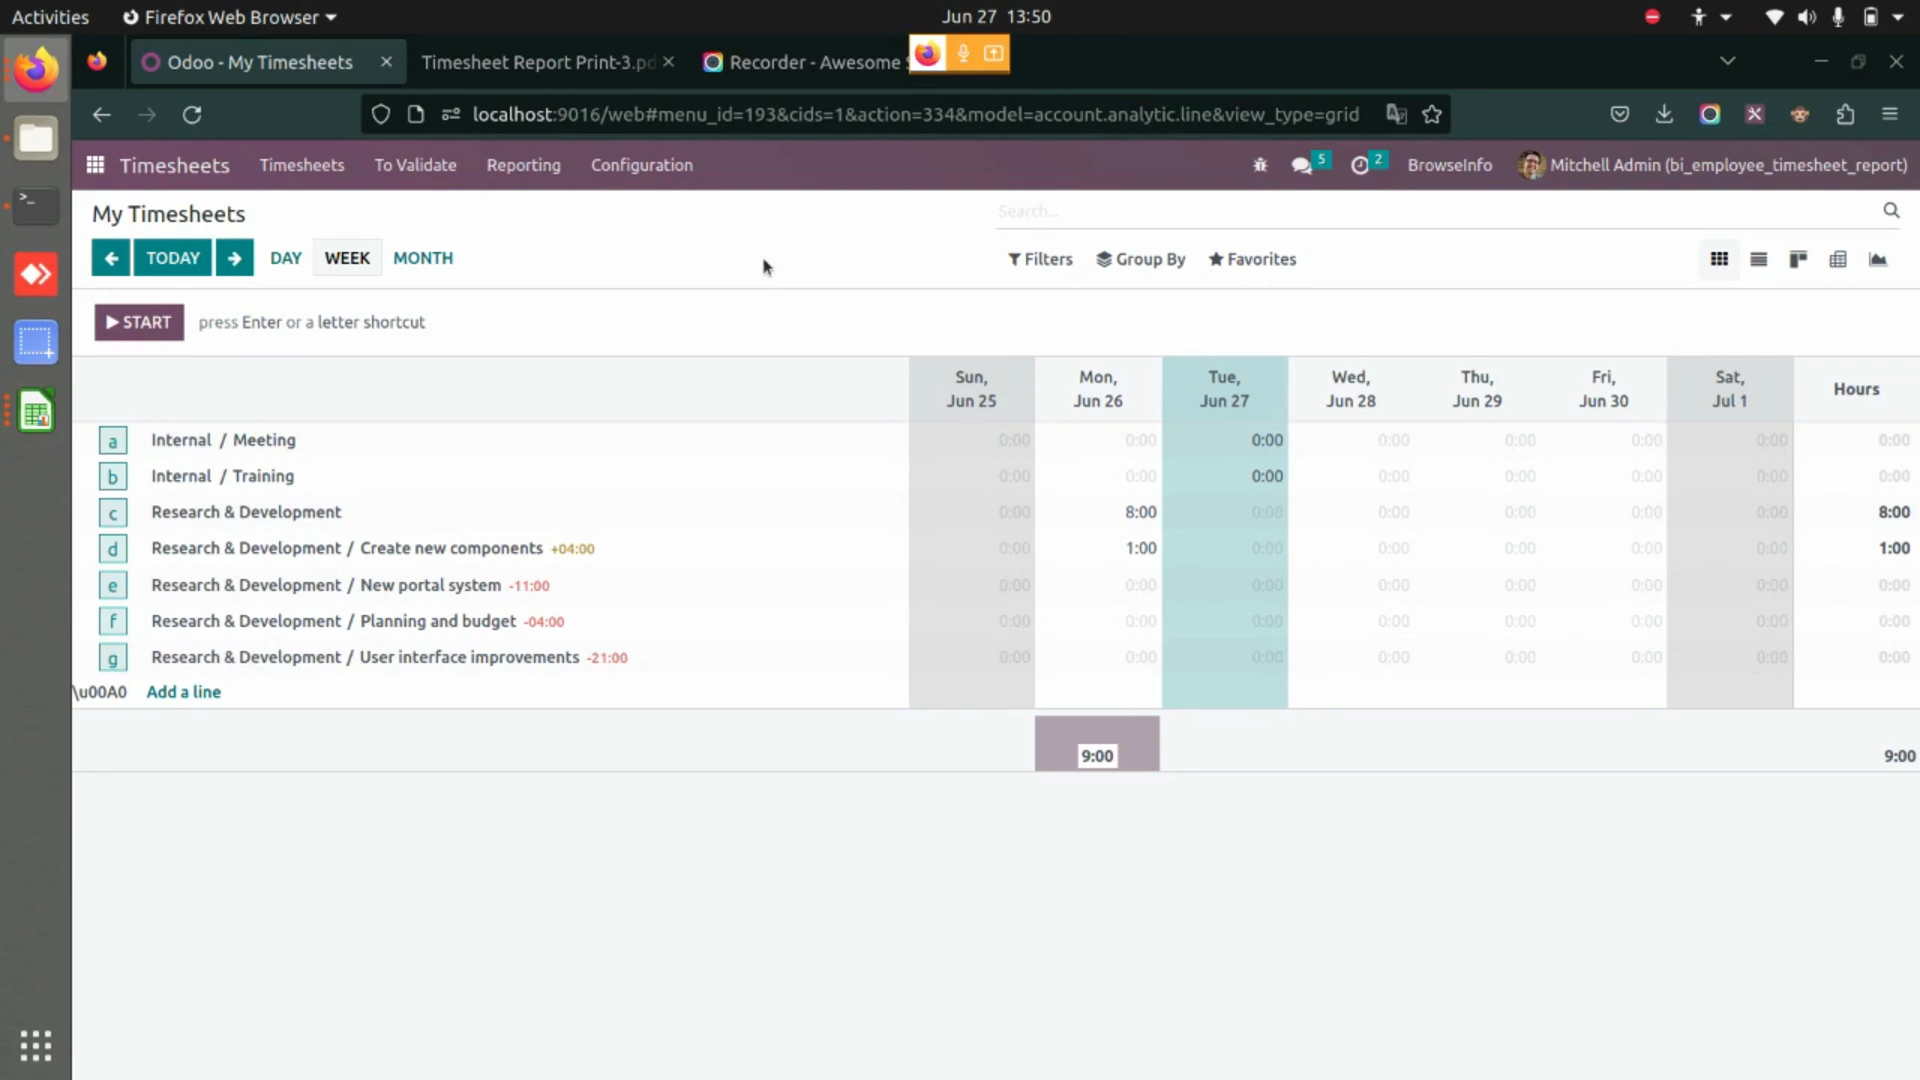 Activities Firefox Web Browser Jun 27 13:50
Odoo - My Timesheets Timesheet Report Print-3.pd Recorder - Awesome S
localhost:9016/web#menu_id=193&cids=1&action=334&model=account.analytic.line&view_type=grid
Timesheets Timesheets To Validate Reporting Configuration 5 2 BrowseInfo Mitchell Admin (bi_employee_timesheet_report)
My Timesheets Search...
TODAY DAY WEEK MONTH Filters Group By Favorites
START press Enter or a letter shortcut
Sun, Mon, Tue, Wed, Thu, Fri, Sat, Hours
Jun 25 Jun 26 Jun 27 Jun 28 Jun 29 Jun 30 Jul 1
a Internal / Meeting 0:00 0:00 0:00 0:00 0:00 0:00 0:00 0:00
b Internal / Training 0:00 0:00 0:00 0:00 0:00 0:00 0:00 0:00
c Research & Development 0:00 8:00 0:00 0:00 0:00 0:00 0:00 8:00
d Research & Development / Create new components +04:00 0:00 1:00 0:00 0:00 0:00 0:00 0:00 1:00
e Research & Development / New portal system -11:00 0:00 0:00 0:00 0:00 0:00 0:00 0:00 0:00
f Research & Development / Planning and budget -04:00 0:00 0:00 0:00 0:00 0:00 0:00 0:00 0:00
g Research & Development / User interface improvements -21:00 0:00 0:00 0:00 0:00 0:00 0:00 0:00 0:00
\u00A0 Add a line
9:00 9:00